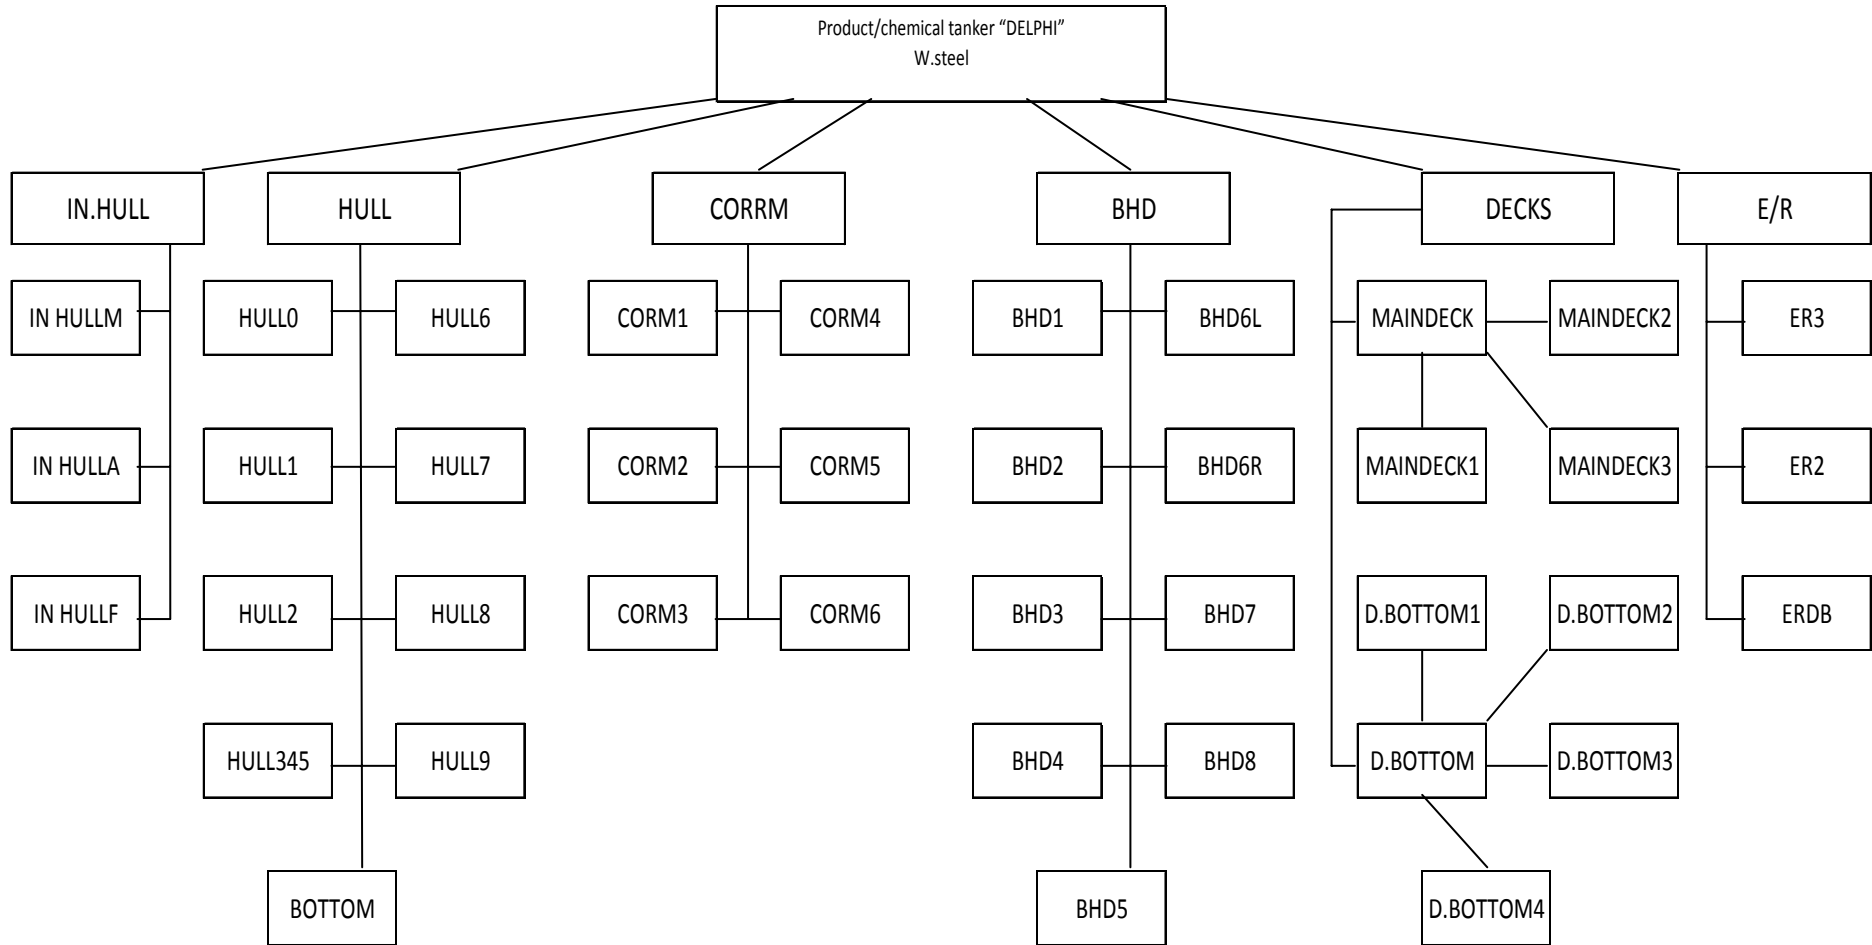 Product/chemical tanker “DELPHI”
W.steel
IN.HULL
HULL
CORRM
BHD
DECKS
E/R
IN HULLM
HULL0
HULL6
CORM1
CORM4
BHD1
BHD6L
MAINDECK
MAINDECK2
ER3
IN HULLA
HULL1
HULL7
CORM2
CORM5
BHD2
BHD6R
MAINDECK1
MAINDECK3
ER2
IN HULLF
HULL2
HULL8
CORM3
CORM6
BHD3
BHD7
D.BOTTOM1
D.BOTTOM2
ERDB
HULL345
HULL9
BHD4
BHD8
D.BOTTOM
D.BOTTOM3
BOTTOM
BHD5
D.BOTTOM4